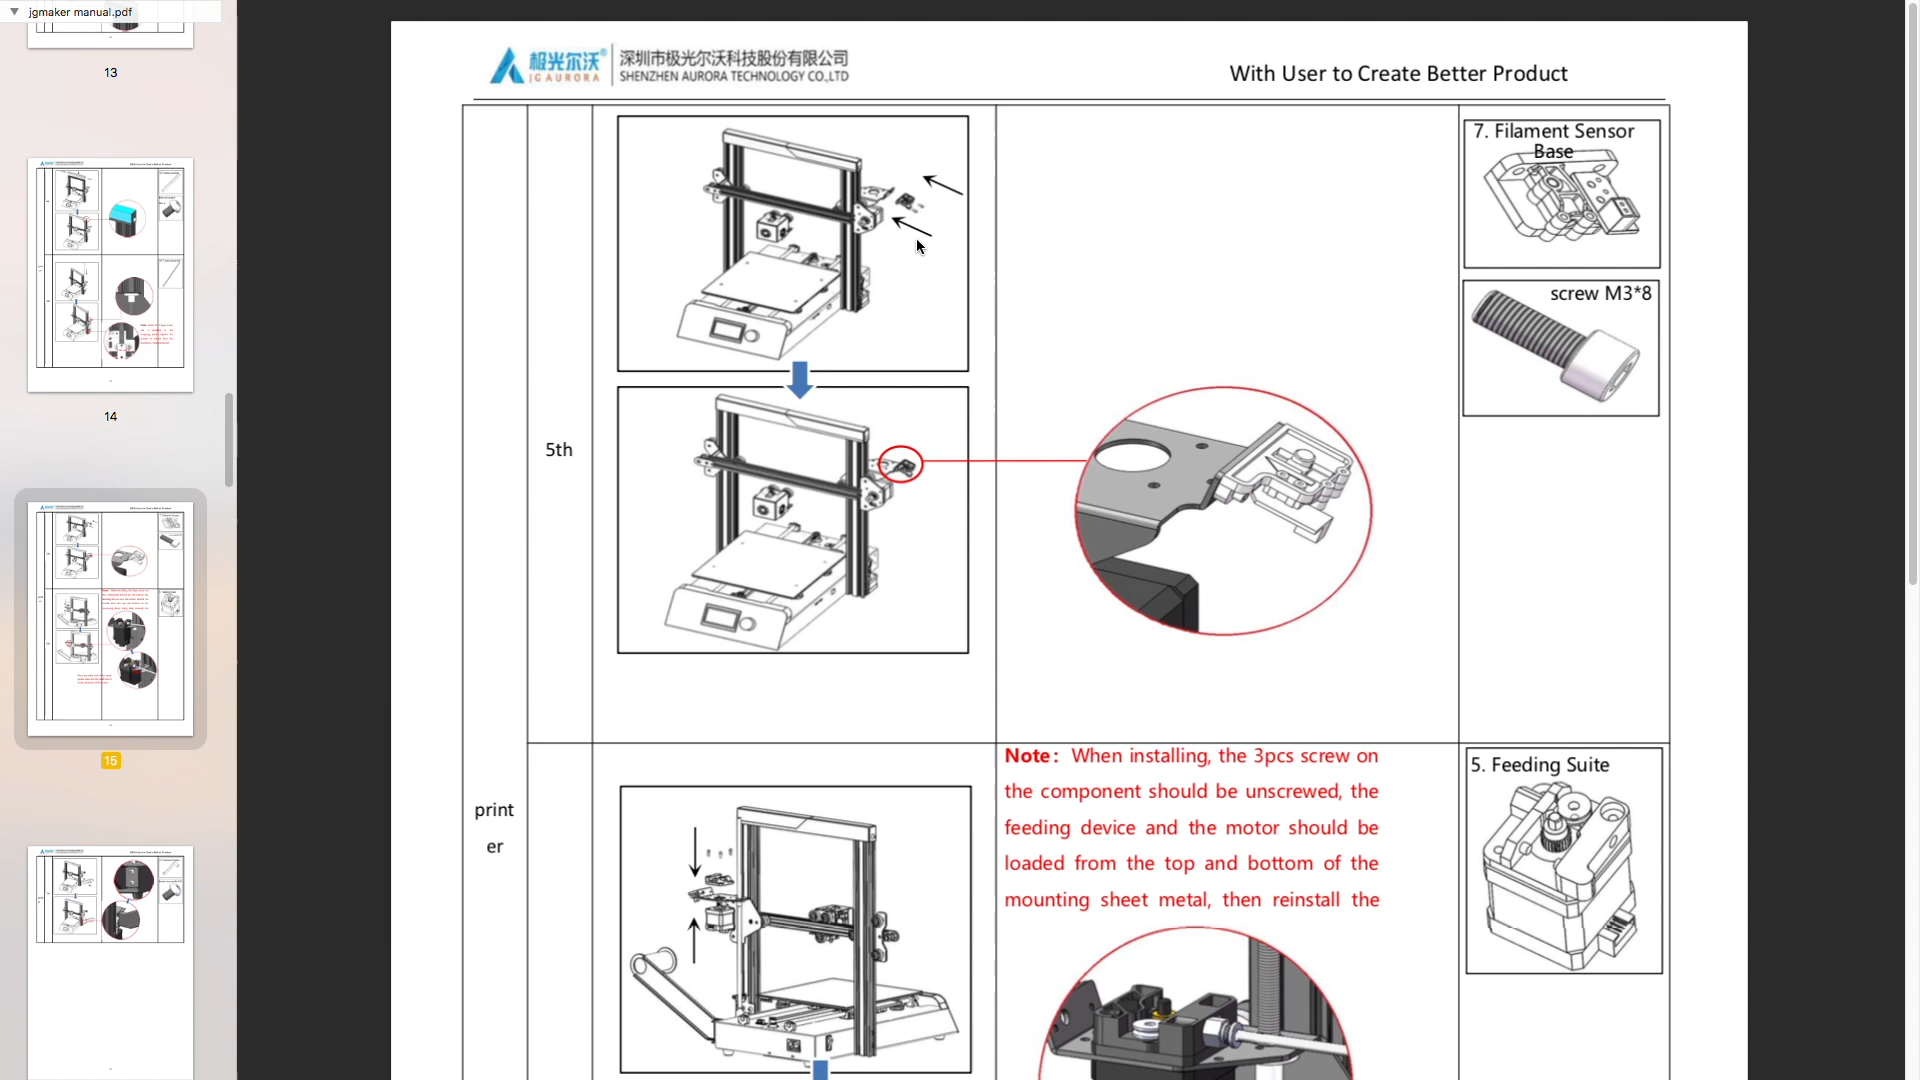 jgmaker manual.pdf
13
14
15
极光尔沃®
JGAURORA
深圳市极光尔沃科技股份有限公司
SHENZHEN AURORA TECHNOLOGY CO.,LTD
With User to Create Better Product
5th
7. Filament Sensor
Base
screw M3*8
print
er
Note: When installing, the 3pcs screw on
the component should be unscrewed, the
feeding device and the motor should be
loaded from the top and bottom of the
mounting sheet metal, then reinstall the
5. Feeding Suite